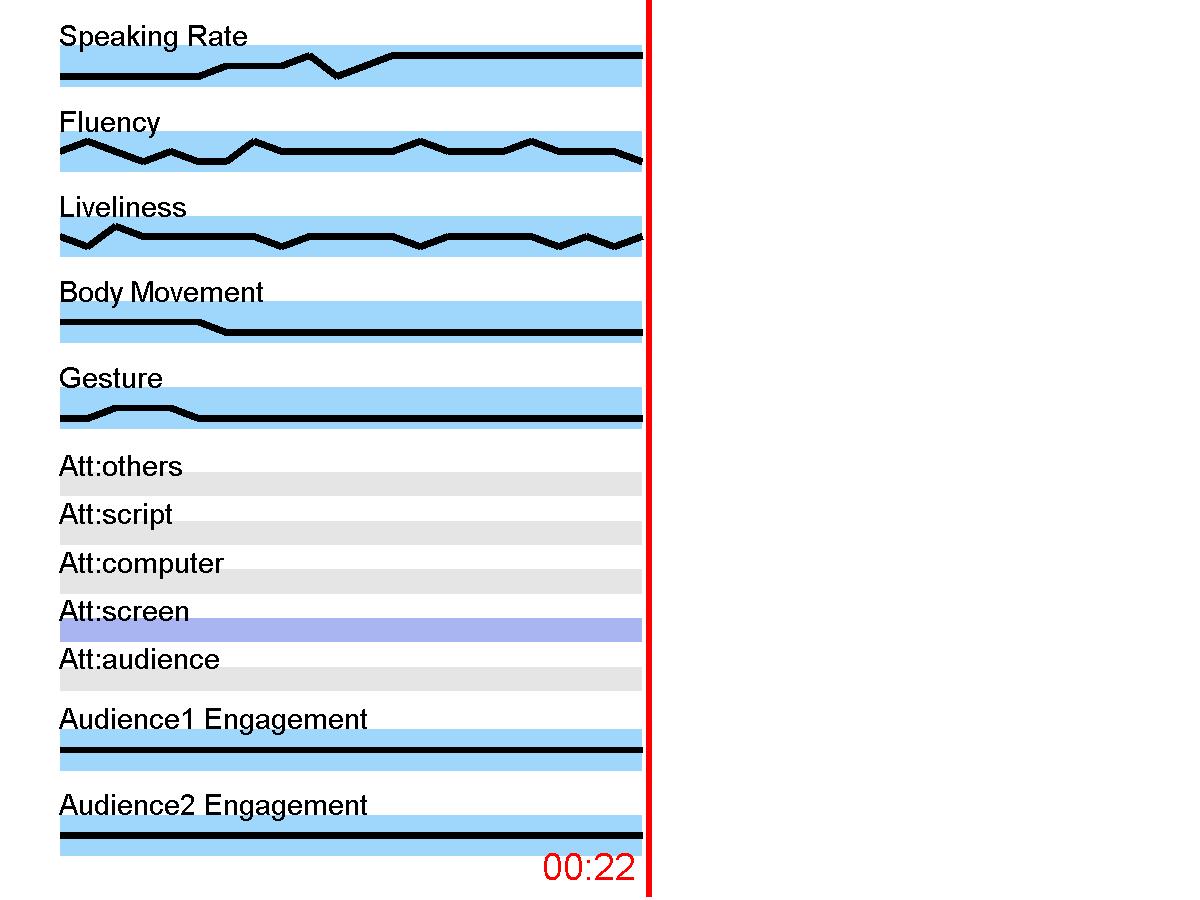 Speaking Rate
Fluency
Liveliness
Body Movement
Gesture
Att:others
Att:script
Att:computer
Att:screen
Att:audience
Audience1 Engagement
Audience2 Engagement
00:22